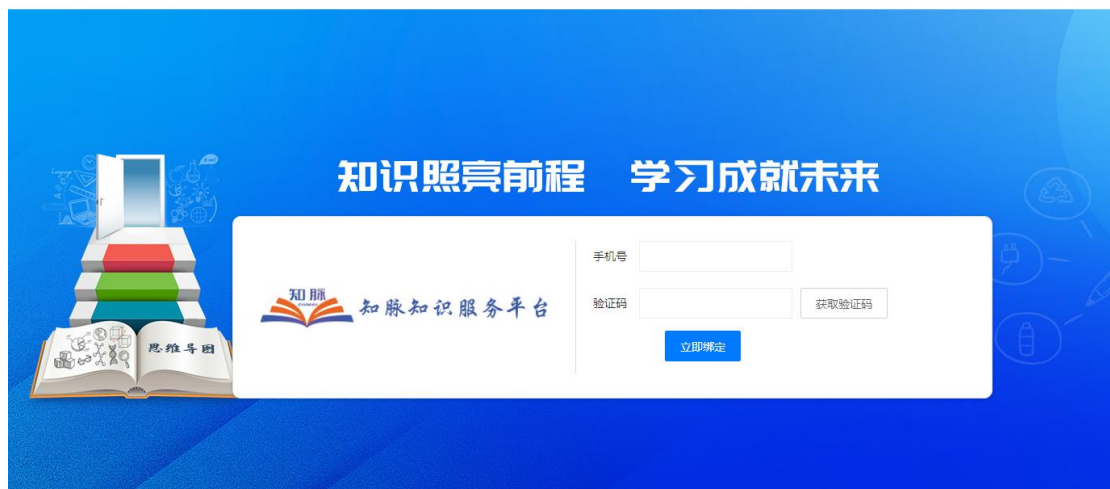 知识照亮前程 学习成就未来
手机号
知脉
知脉知识服务平台
验证码
获取验证码
思维导图
立即绑定